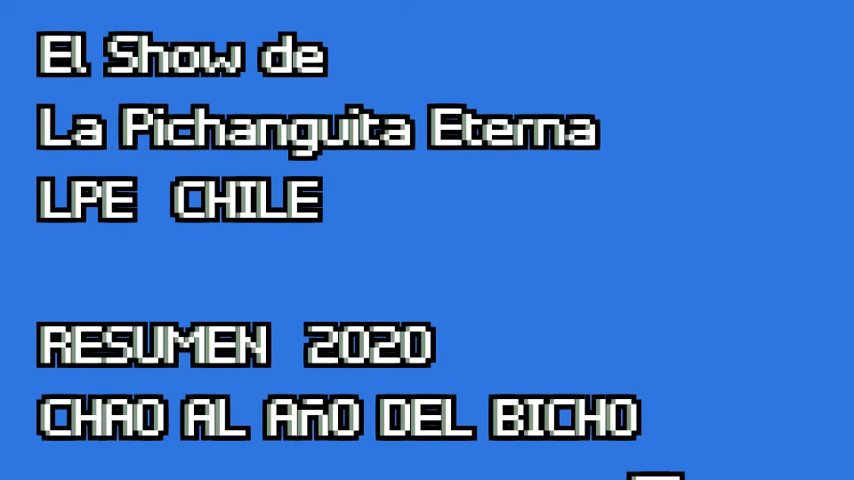 El Show de
La Pichanguita Eterna
LPE CHILE
RESUMEN 2020
CHAO AL AñO DEL BICHO